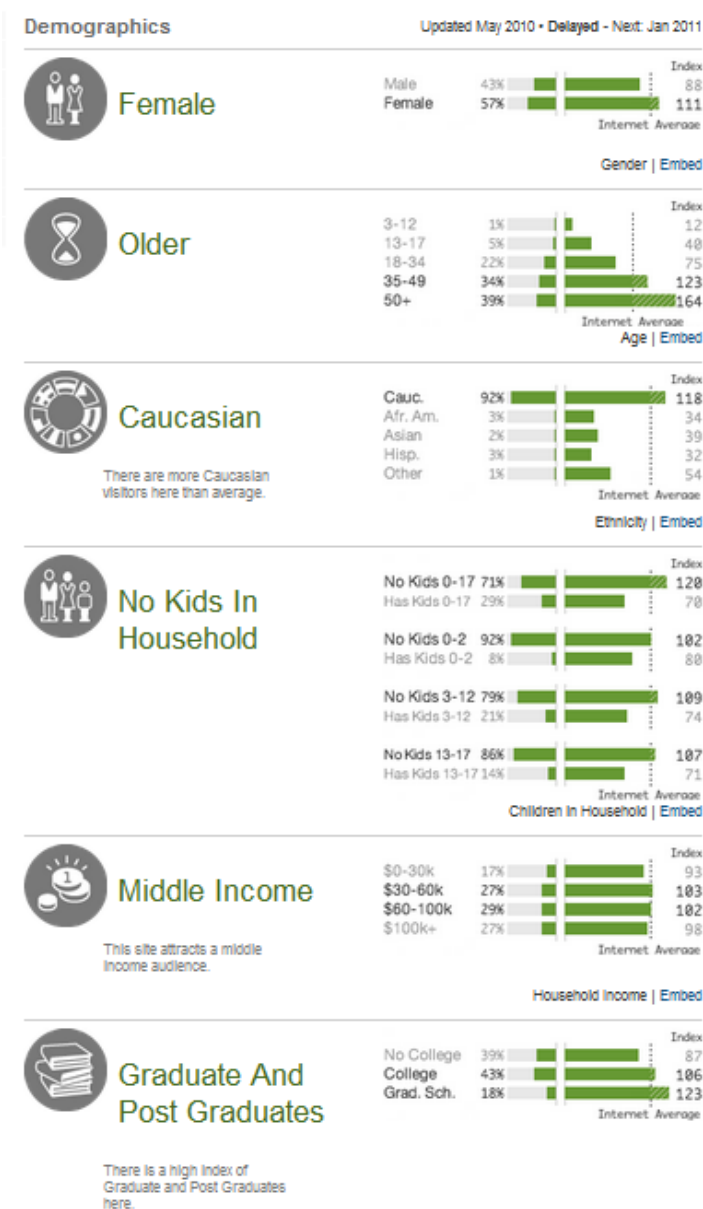 Demographics Updated May 2010 • Delayed - Next: Jan 2011
Index
Female
Male 43% 88
Female 57% 111
Internet Average
Gender | Embed
Index
Older
3-12 1% 12
13-17 5% 40
18-34 22% 75
35-49 34% 123
50+ 39% 164
Internet Average
Age | Embed
Index
Caucasian
Cauc. 92% 118
Afr. Am. 3% 34
Asian 2% 39
Hisp. 3% 32
Other 1% 54
There are more Caucasian
visitors here than average.
Internet Average
Ethnicity | Embed
Index
No Kids In
Household
No Kids 0-17 71% 120
Has Kids 0-17 29% 70
No Kids 0-2 92% 102
Has Kids 0-2 8% 80
No Kids 3-12 79% 109
Has Kids 3-12 21% 74
No Kids 13-17 86% 107
Has Kids 13-17 14% 71
Internet Average
Children in Household | Embed
Index
1
Middle Income
$0-30k 17% 93
$30-60k 27% 103
$60-100k 29% 102
$100k+ 27% 98
Internet Average
This site attracts a middle
income audience.
Household Income | Embed
Index
Graduate And
Post Graduates
No College 39% 87
College 43% 106
Grad. Sch. 18% 123
Internet Average
There is a high index of
Graduate and Post Graduates
here.